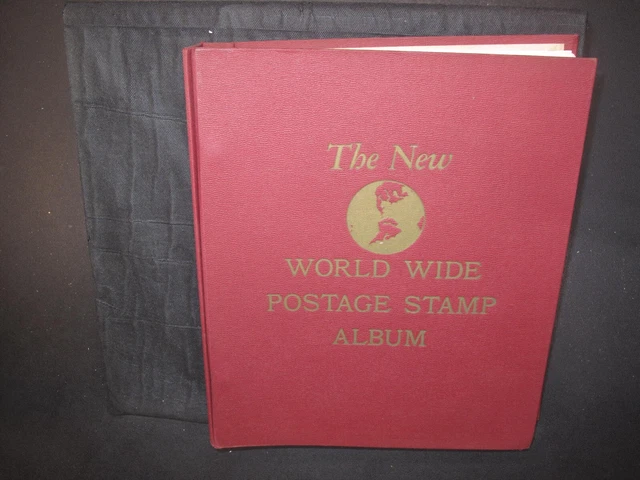 The New
WORLD WIDE
POSTAGE STAMP
ALBUM